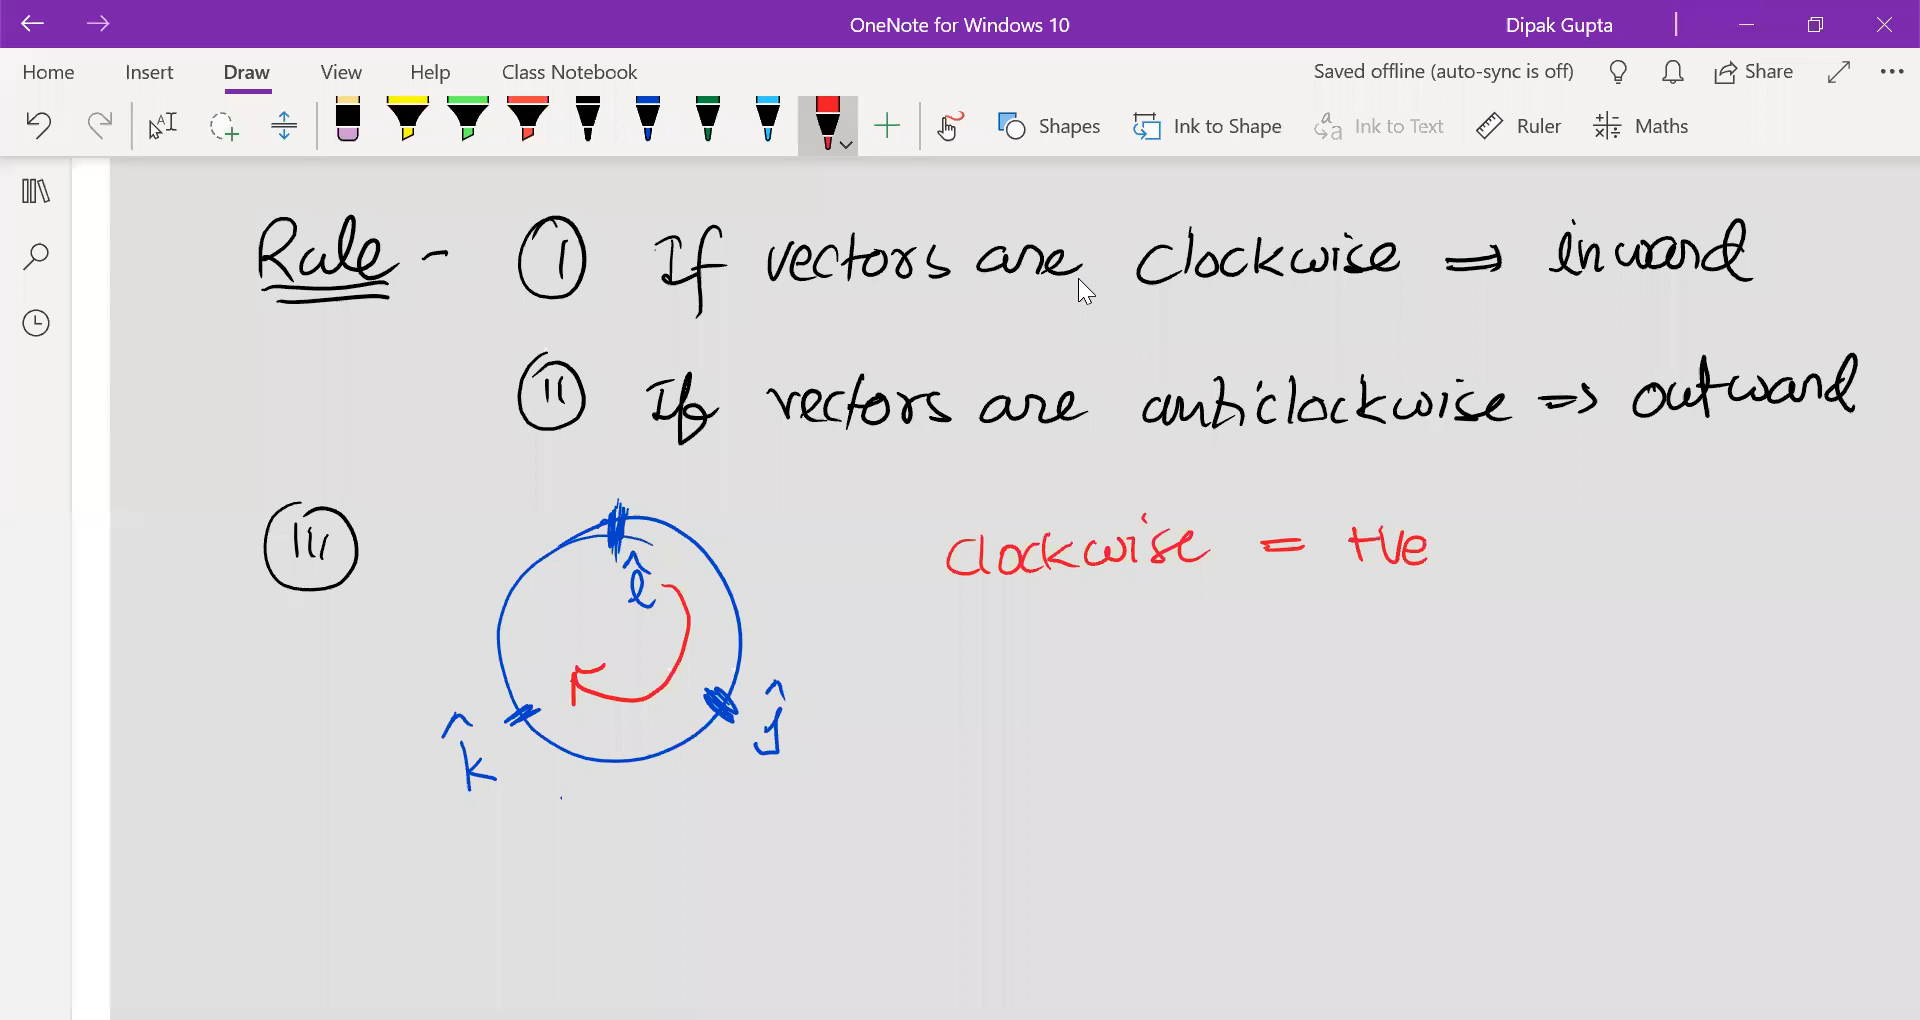 OneNote for Windows 10
Dipak Gupta
Home Insert Draw View Help Class Notebook
Saved offline (auto-sync is off) Share
Shapes Ink to Shape Ink to Text Ruler Maths
Rule - (I) If vectors are clockwise ⇒ inward
(II) If vectors are anticlockwise ⇒ outward
(III)
clockwise = +ve
î
ĵ
k̂